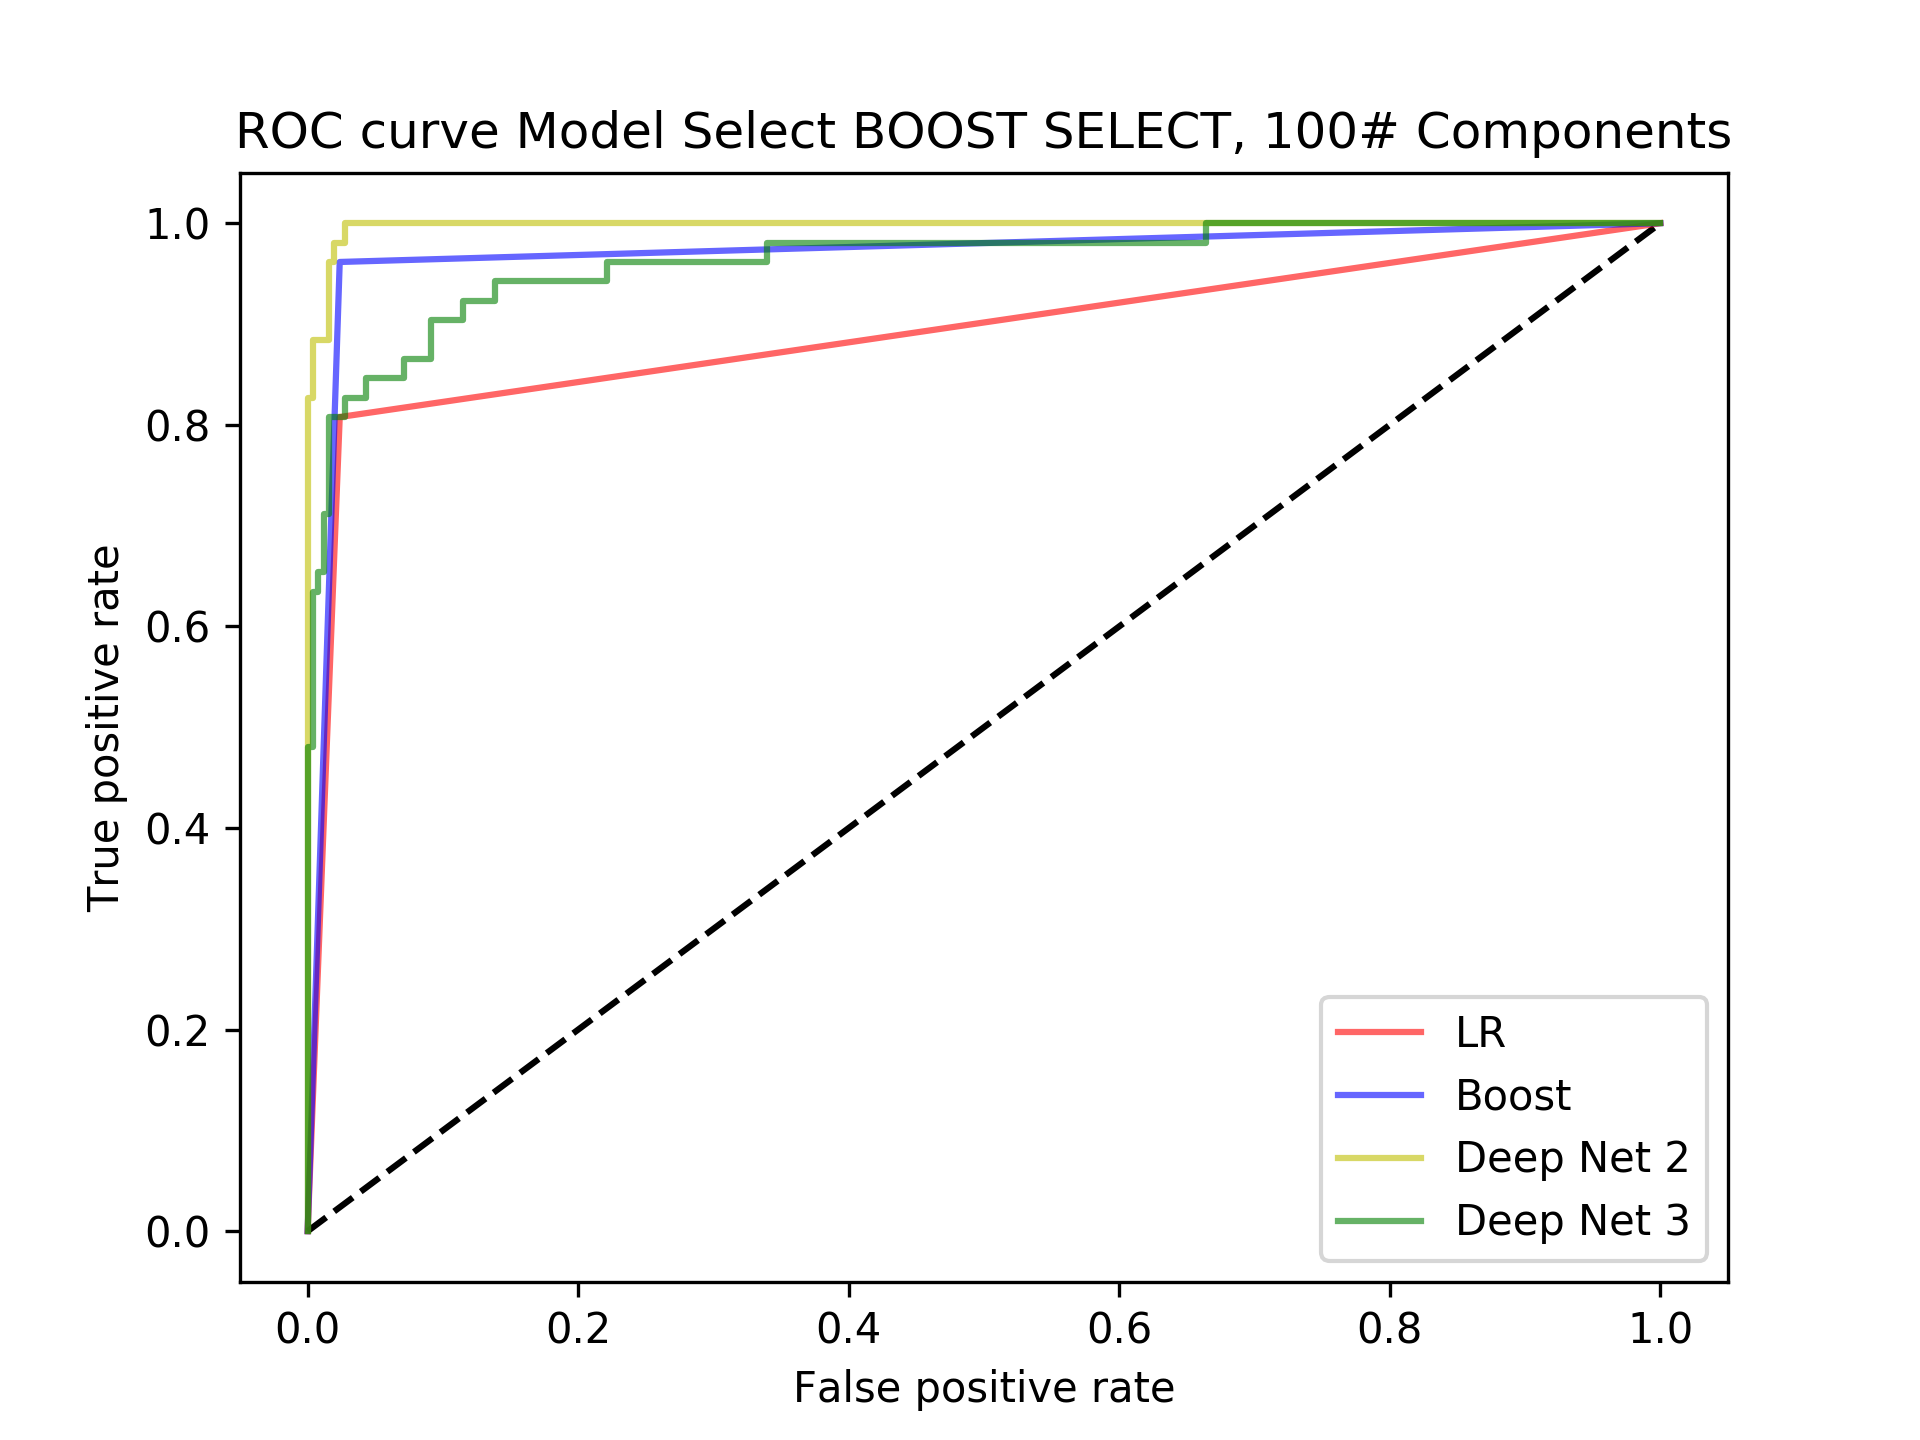 ROC curve Model Select BOOST SELECT, 100# Components
True positive rate
1.0
0.8
0.6
0.4
0.2
0.0
0.0 0.2 0.4 0.6 0.8 1.0
False positive rate
LR
Boost
Deep Net 2
Deep Net 3